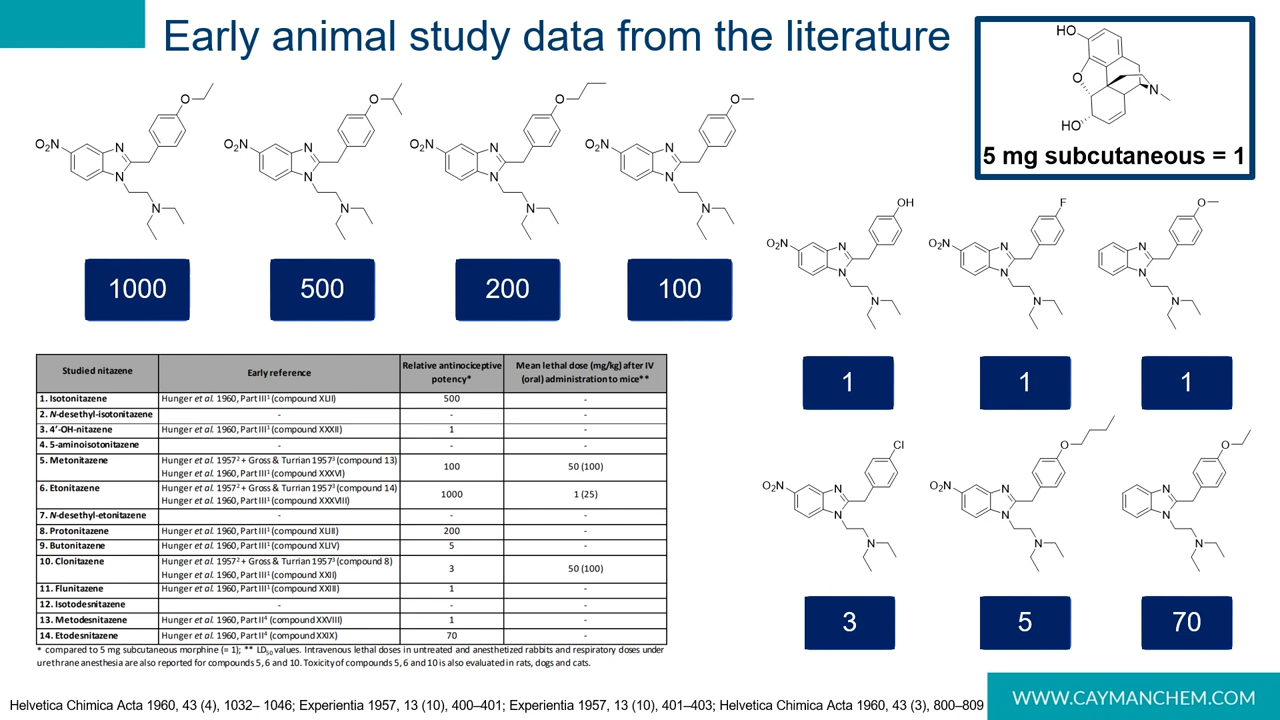 Early animal study data from the literature
HO
O
N
HO
5 mg subcutaneous = 1
O
O₂N
N
N
N
O
O₂N
N
N
N
O
O₂N
N
N
N
O
O₂N
N
N
N
1000
500
200
100
OH
O₂N
N
N
N
F
O₂N
N
N
N
O
N
N
N
1
1
1
Cl
O₂N
N
N
N
O
O₂N
N
N
N
O
N
N
N
3
5
70
Studied nitazene Early reference Relative antinociceptive potency* Mean lethal dose (mg/kg) after IV (oral) administration to mice**
1. Isotonitazene Hunger et al. 1960, Part III¹ (compound XLII) 500 -
2. N-desethyl-isotonitazene - - -
3. 4’-OH-nitazene Hunger et al. 1960, Part III¹ (compound XXXII) 1 -
4. 5-aminoisotonitazene - - -
5. Metonitazene Hunger et al. 1957² + Gross & Turrian 1957³ (compound 13)
Hunger et al. 1960, Part III¹ (compound XXXVI) 100 50 (100)
6. Etonitazene Hunger et al. 1957² + Gross & Turrian 1957³ (compound 14)
Hunger et al. 1960, Part III¹ (compound XXXVIII) 1000 1 (25)
7. N-desethyl-etonitazene - - -
8. Protonitazene Hunger et al. 1960, Part III¹ (compound XLIII) 200 -
9. Butonitazene Hunger et al. 1960, Part III¹ (compound XLIV) 5 -
10. Clonitazene Hunger et al. 1957² + Gross & Turrian 1957³ (compound 8)
Hunger et al. 1960, Part III¹ (compound XXII) 3 50 (100)
11. Flunitazene Hunger et al. 1960, Part III¹ (compound XXIII) 1 -
12. Isotodesnitazene - - -
13. Metodesnitazene Hunger et al. 1960, Part II⁴ (compound XXVIII) 1 -
14. Etodesnitazene Hunger et al. 1960, Part II⁴ (compound XXIX) 70 -
* compared to 5 mg subcutaneous morphine (= 1); ** LD₅₀ values. Intravenous lethal doses in untreated and anesthetized rabbits and respiratory doses under
urethrane anesthesia are also reported for compounds 5, 6 and 10. Toxicity of compounds 5, 6 and 10 is also evaluated in rats, dogs and cats.
Helvetica Chimica Acta 1960, 43 (4), 1032– 1046; Experientia 1957, 13 (10), 400–401; Experientia 1957, 13 (10), 401–403; Helvetica Chimica Acta 1960, 43 (3), 800–809
WWW.CAYMANCHEM.COM